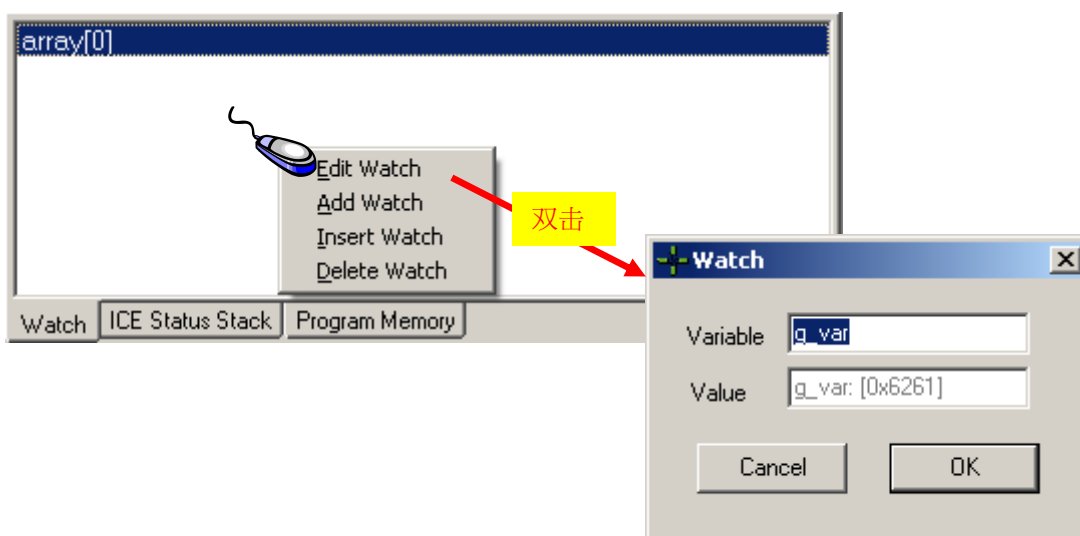 array[0]
Edit Watch
Add Watch
Insert Watch
Delete Watch
双击
Watch ICE Status Stack Program Memory
Watch
Variable g_var
Value g_var: [0x6261]
Cancel OK